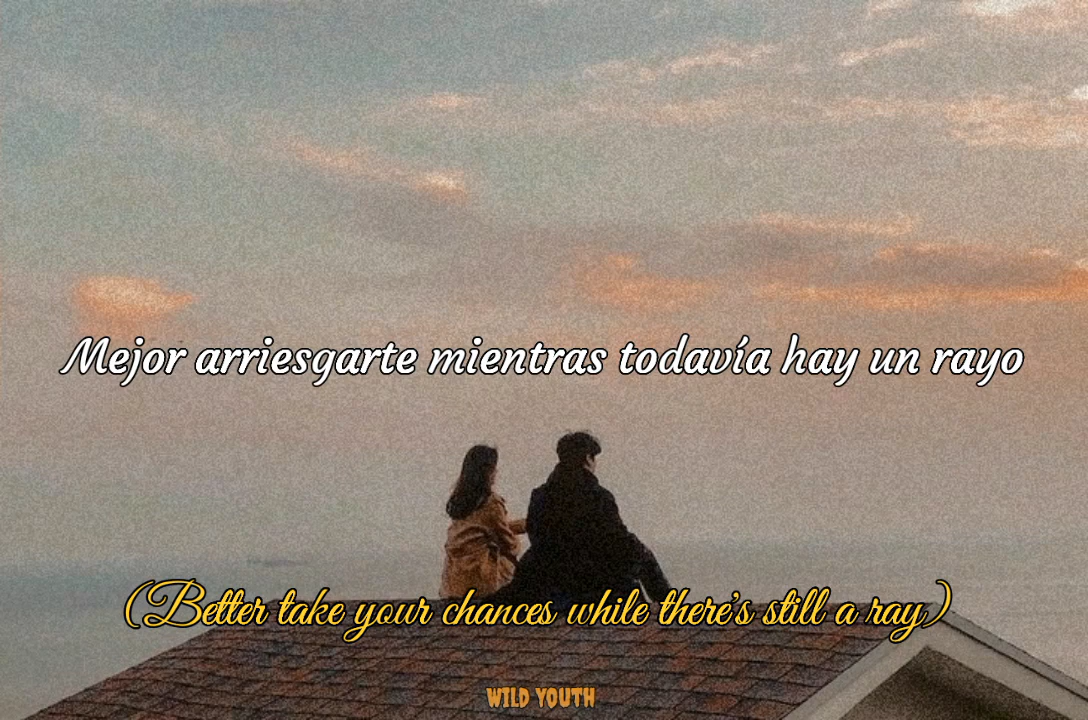 Mejor arriesgarte mientras todavía hay un rayo
(Better take your chances while there's still a ray)
WILD YOUTH